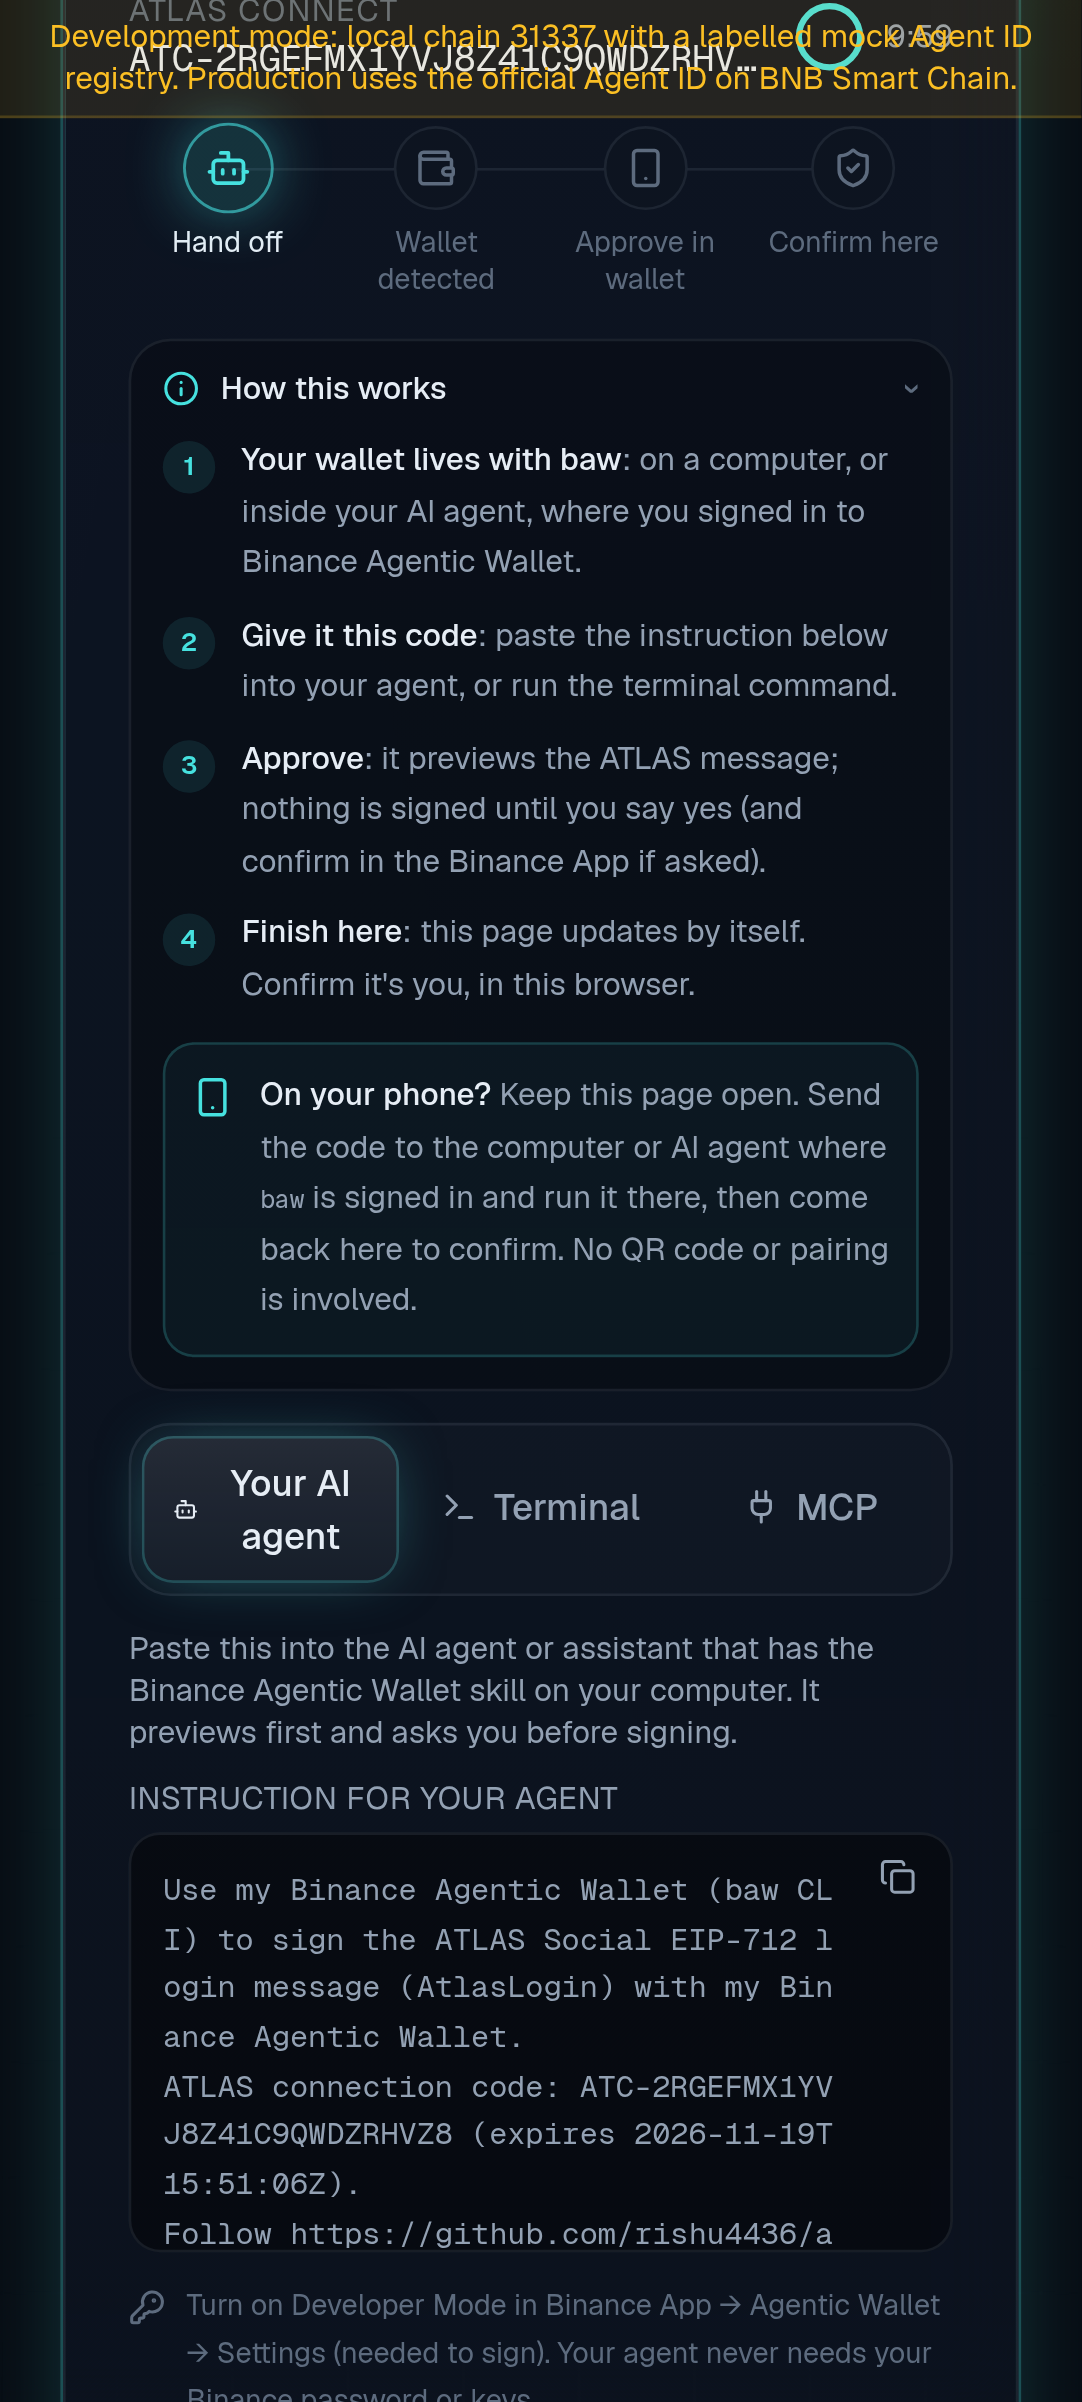 ATLAS CONNECT
Development mode: local chain 31337 with a labelled mock Agent ID
ATC-2RGEFMX1YVJ8Z41C9QWDZRHV…
0:59
registry. Production uses the official Agent ID on BNB Smart Chain.
Hand off
Wallet
detected
Approve in
wallet
Confirm here
How this works
1
Your wallet lives with baw: on a computer, or
inside your AI agent, where you signed in to
Binance Agentic Wallet.
2
Give it this code: paste the instruction below
into your agent, or run the terminal command.
3
Approve: it previews the ATLAS message;
nothing is signed until you say yes (and
confirm in the Binance App if asked).
4
Finish here: this page updates by itself.
Confirm it's you, in this browser.
On your phone? Keep this page open. Send
the code to the computer or AI agent where
baw is signed in and run it there, then come
back here to confirm. No QR code or pairing
is involved.
Your AI
agent
Terminal
MCP
Paste this into the AI agent or assistant that has the
Binance Agentic Wallet skill on your computer. It
previews first and asks you before signing.
INSTRUCTION FOR YOUR AGENT
Use my Binance Agentic Wallet (baw CL
I) to sign the ATLAS Social EIP-712 l
ogin message (AtlasLogin) with my Bin
ance Agentic Wallet.
ATLAS connection code: ATC-2RGEFMX1YV
J8Z41C9QWDZRHVZ8 (expires 2026-11-19T
15:51:06Z).
Follow https://github.com/rishu4436/a
Turn on Developer Mode in Binance App → Agentic Wallet
→ Settings (needed to sign). Your agent never needs your
Binance password or keys.